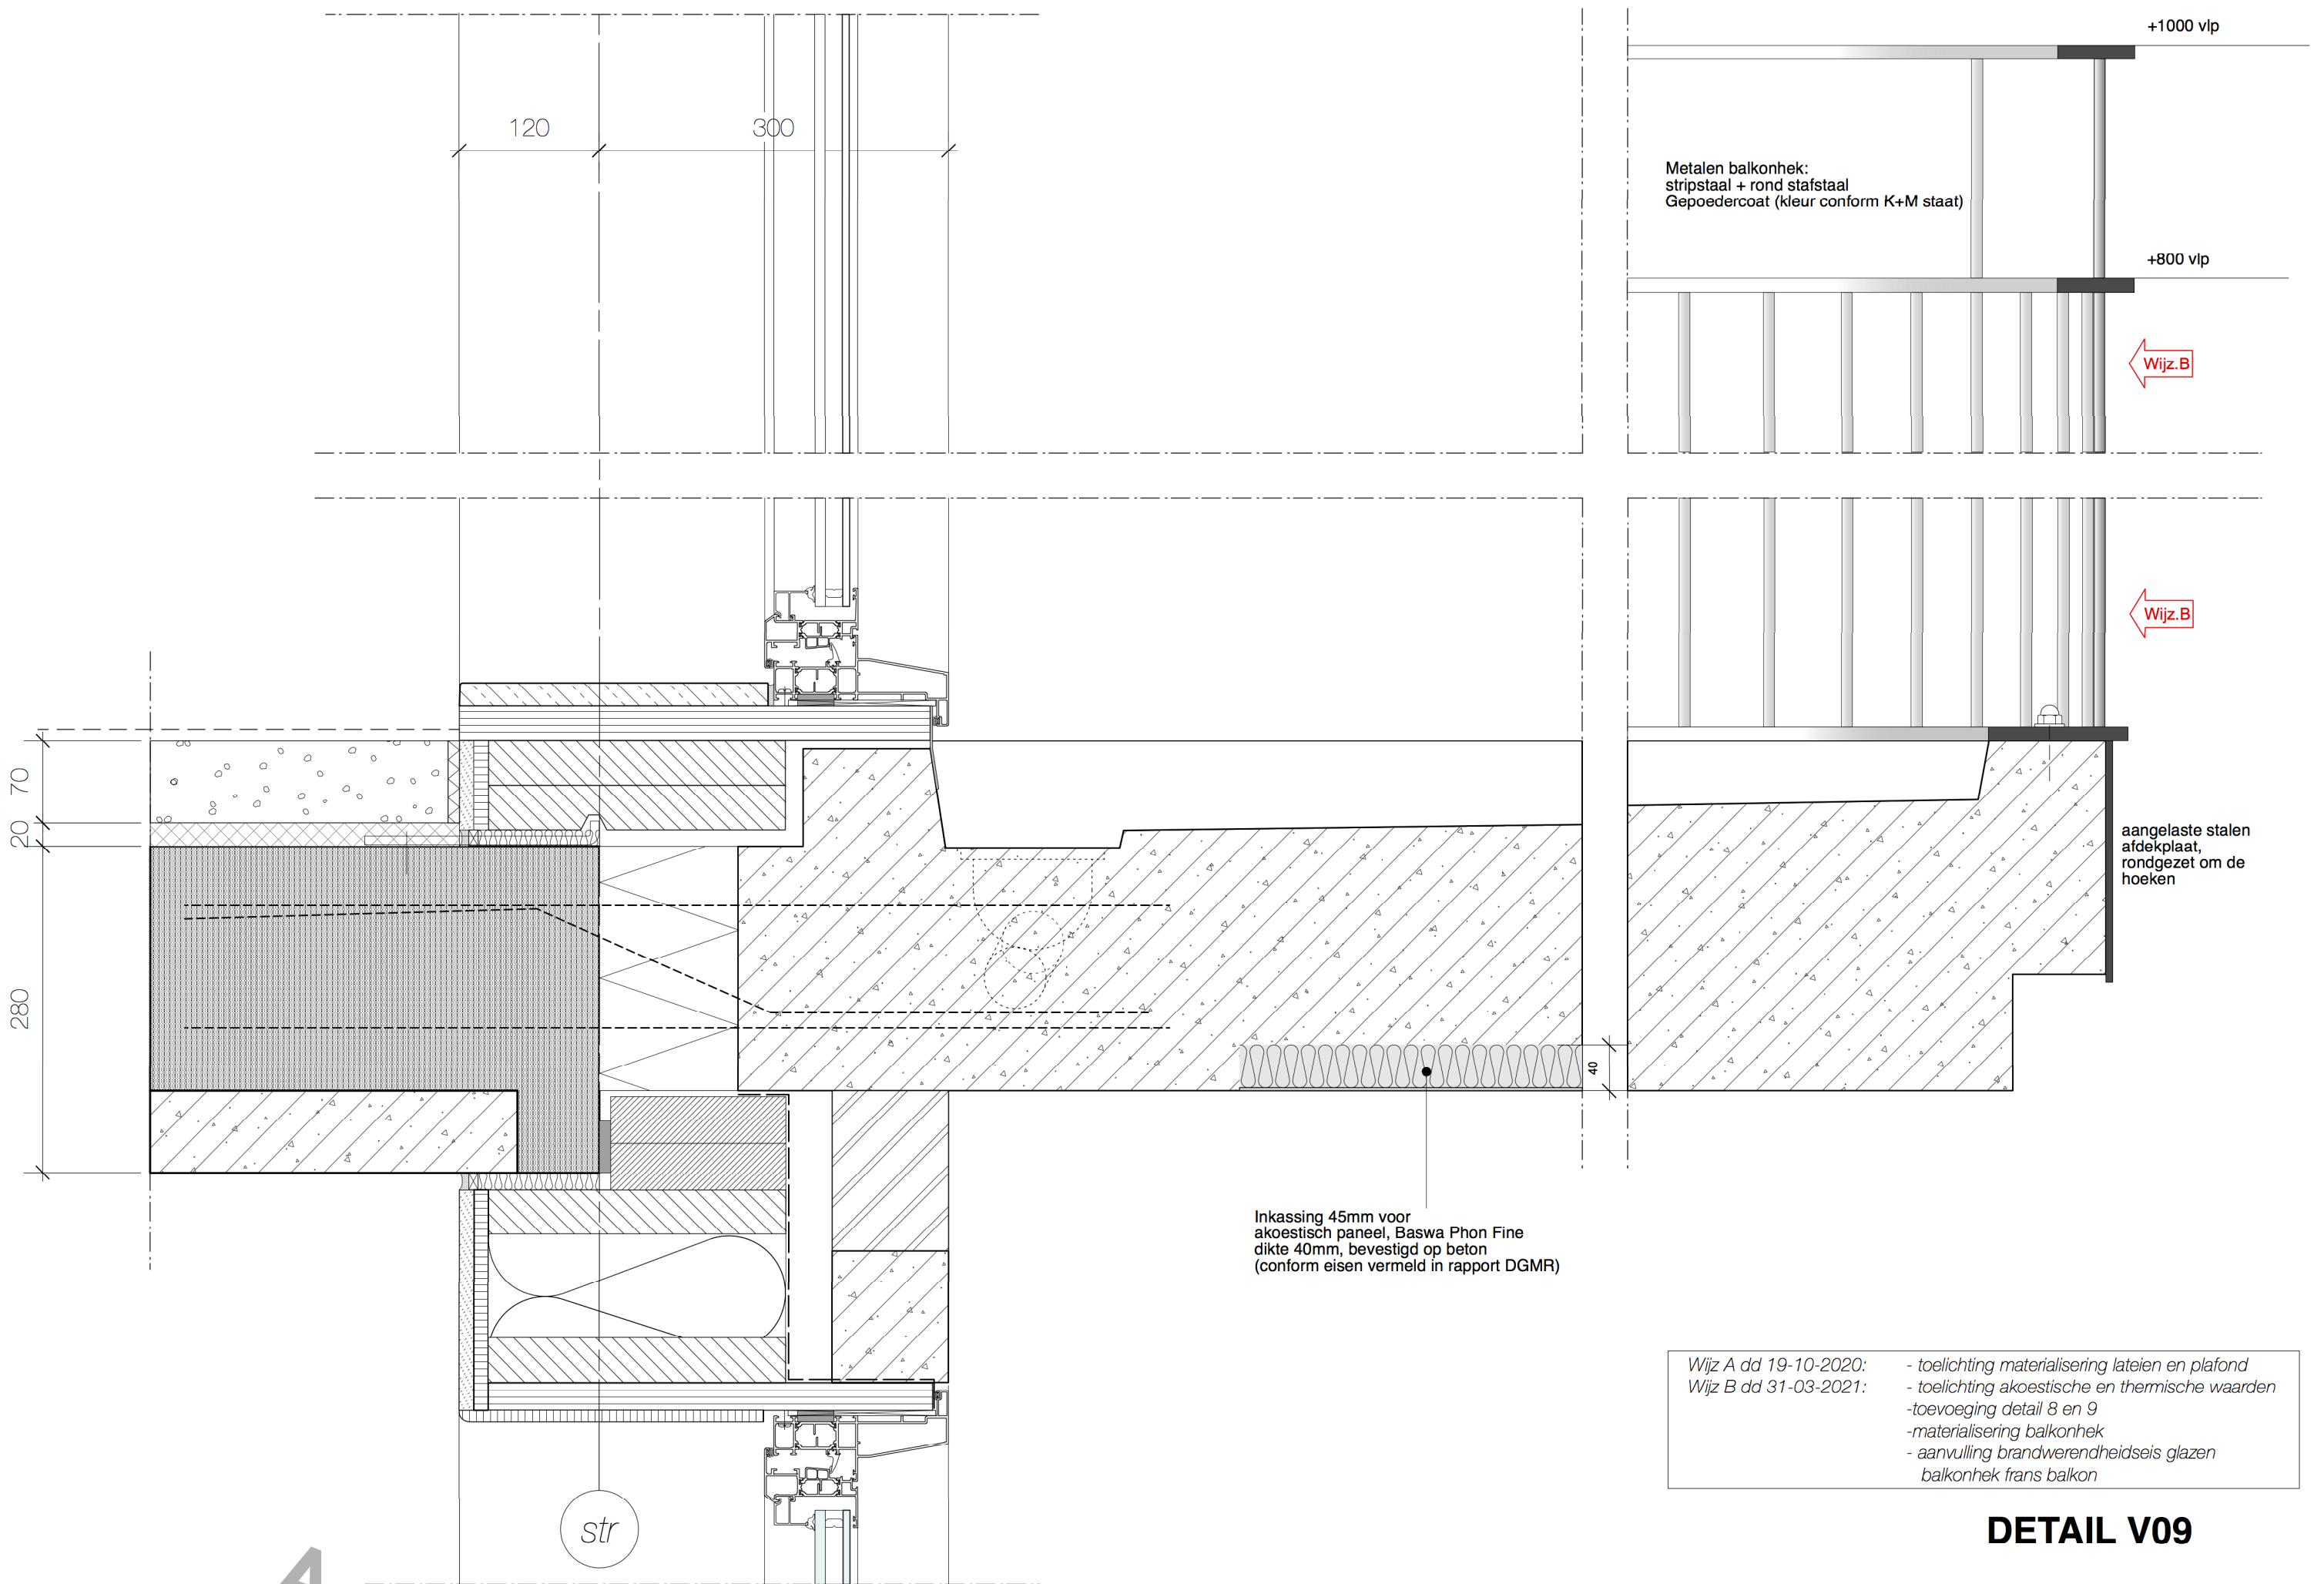 +1000 vlp
120
300
Metalen balkonhek:
stripstaal + rond stafstaal
Gepoedercoat (kleur conform K+M staat)
+800 vlp
Wijz.B
Wijz.B
70
20
280
aangelaste stalen
afdekplaat,
rondgezet om de
hoeken
40
Inkassing 45mm voor
akoestisch paneel, Baswa Phon Fine
dikte 40mm, bevestigd op beton
(conform eisen vermeld in rapport DGMR)
Wijz A dd 19-10-2020: - toelichting materialisering lateien en plafond
Wijz B dd 31-03-2021: - toelichting akoestische en thermische waarden
-toevoeging detail 8 en 9
-materialisering balkonhek
- aanvulling brandwerendheidseis glazen
balkonhek frans balkon
str
DETAIL V09